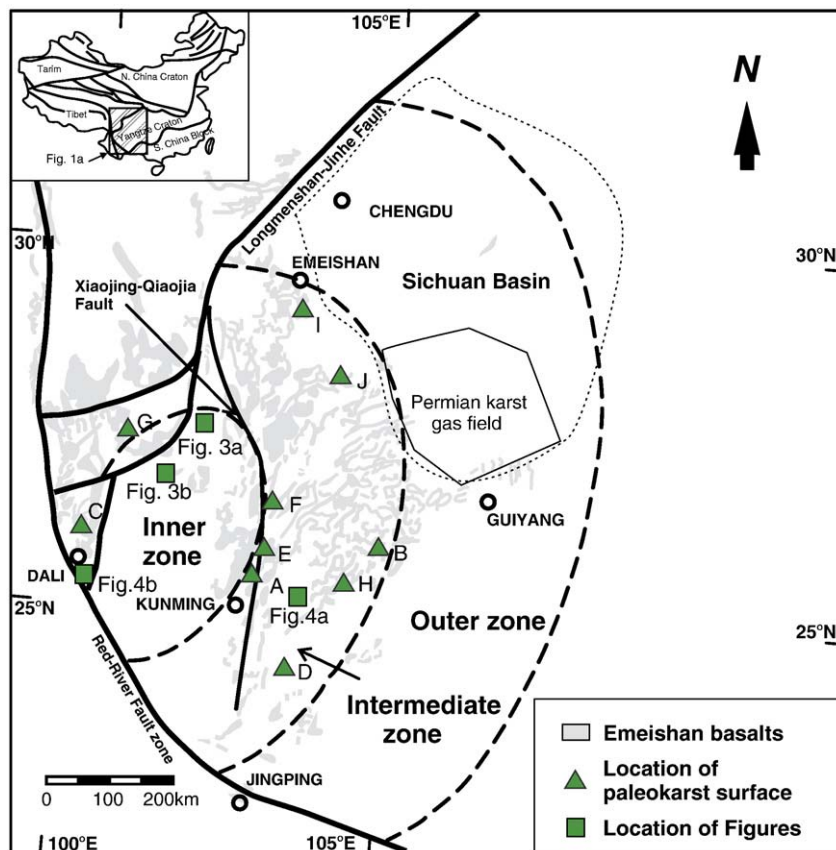 105°E
Tarim
N. China Craton
Tibet
Yangtze Craton
S. China Block
Fig. 1a
N
Longmenshan-Jinhe Fault
CHENGDU
30°N
30°N
EMEISHAN
Sichuan Basin
Xiaojing-Qiaojia
Fault
I
J
Permian karst
gas field
G
Fig. 3a
Fig. 3b
F
GUIYANG
C
Inner
zone
E
B
DALI
Fig.4b
A
H
KUNMING
Fig.4a
25°N
Outer zone
25°N
D
Red-River Fault zone
Intermediate
zone
Emeishan basalts
Location of
paleokarst surface
Location of Figures
JINGPING
0 100 200km
100°E
105°E